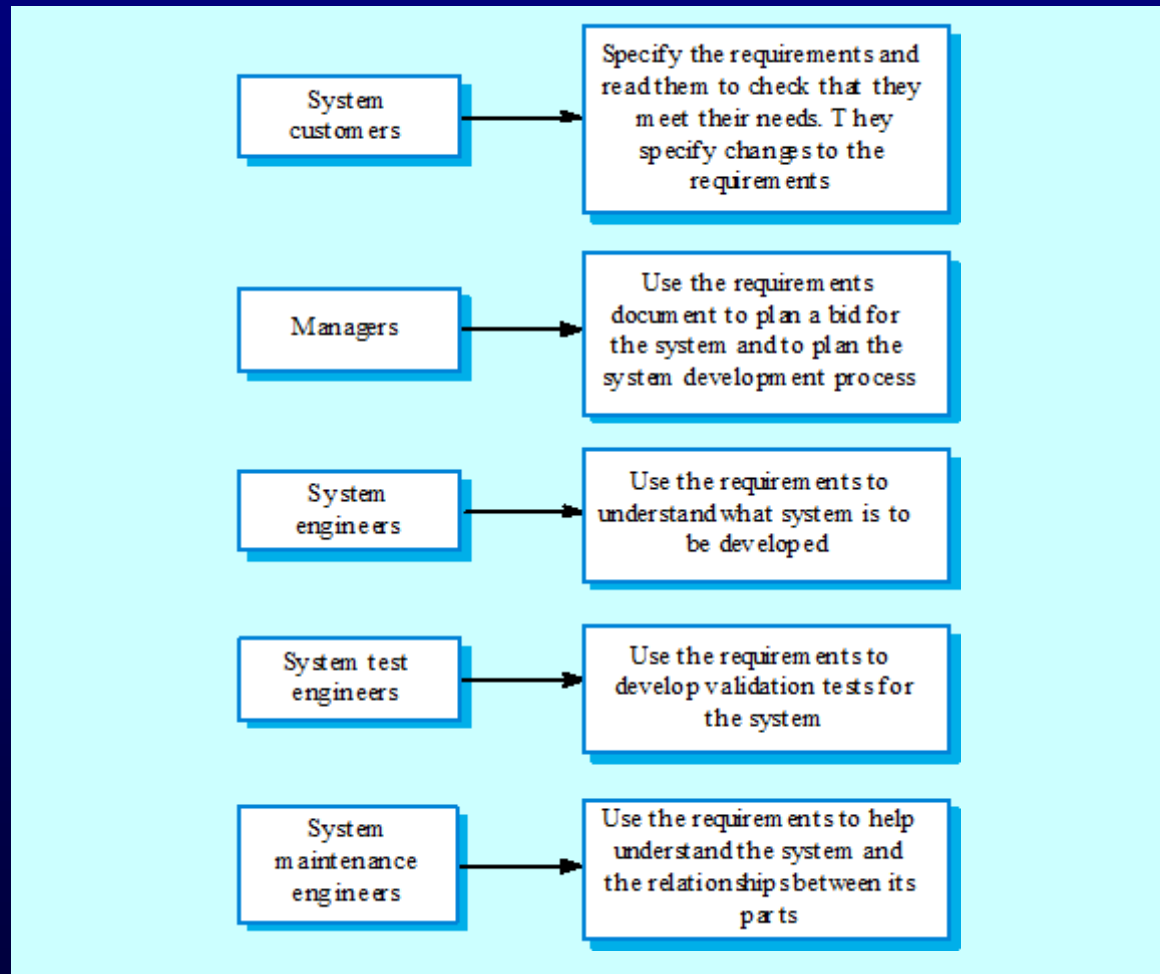 System
customers
Specify the requirements and
read them to check that they
meet their needs. They
specify changes to the
requirements
Managers
Use the requirements
document to plan a bid for
the system and to plan the
system development process
System
engineers
Use the requirements to
understand what system is to
be developed
System test
engineers
Use the requirements to
develop validation tests for
the system
System
maintenance
engineers
Use the requirements to help
understand the system and
the relationships between its
parts